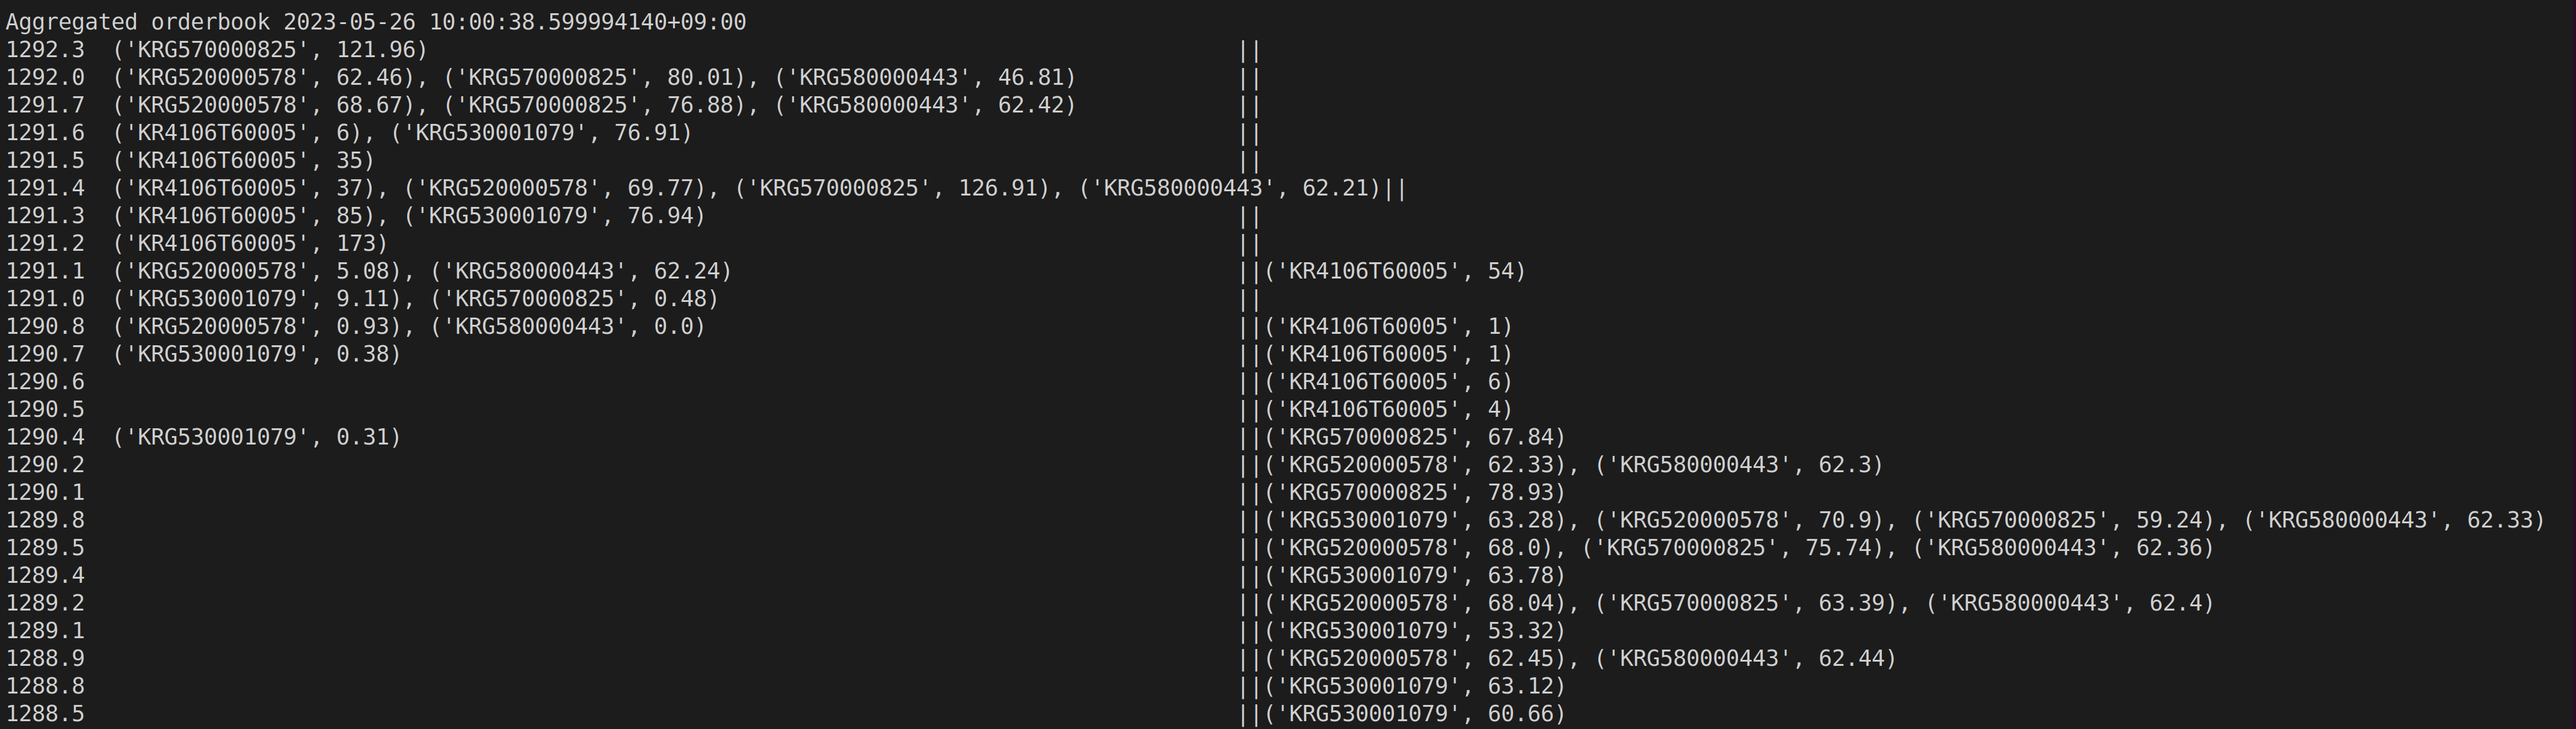 Aggregated orderbook 2023-05-26 10:00:38.599994140+09:00
1292.3  ('KRG570000825', 121.96)                                                             ||
1292.0  ('KRG520000578', 62.46), ('KRG570000825', 80.01), ('KRG580000443', 46.81)            ||
1291.7  ('KRG520000578', 68.67), ('KRG570000825', 76.88), ('KRG580000443', 62.42)            ||
1291.6  ('KR4106T60005', 6), ('KRG530001079', 76.91)                                         ||
1291.5  ('KR4106T60005', 35)                                                                 ||
1291.4  ('KR4106T60005', 37), ('KRG520000578', 69.77), ('KRG570000825', 126.91), ('KRG580000443', 62.21)||
1291.3  ('KR4106T60005', 85), ('KRG530001079', 76.94)                                        ||
1291.2  ('KR4106T60005', 173)                                                                ||
1291.1  ('KRG520000578', 5.08), ('KRG580000443', 62.24)                                      ||('KR4106T60005', 54)
1291.0  ('KRG530001079', 9.11), ('KRG570000825', 0.48)                                       ||
1290.8  ('KRG520000578', 0.93), ('KRG580000443', 0.0)                                        ||('KR4106T60005', 1)
1290.7  ('KRG530001079', 0.38)                                                               ||('KR4106T60005', 1)
1290.6                                                                                       ||('KR4106T60005', 6)
1290.5                                                                                       ||('KR4106T60005', 4)
1290.4  ('KRG530001079', 0.31)                                                               ||('KRG570000825', 67.84)
1290.2                                                                                       ||('KRG520000578', 62.33), ('KRG580000443', 62.3)
1290.1                                                                                       ||('KRG570000825', 78.93)
1289.8                                                                                       ||('KRG530001079', 63.28), ('KRG520000578', 70.9), ('KRG570000825', 59.24), ('KRG580000443', 62.33)
1289.5                                                                                       ||('KRG520000578', 68.0), ('KRG570000825', 75.74), ('KRG580000443', 62.36)
1289.4                                                                                       ||('KRG530001079', 63.78)
1289.2                                                                                       ||('KRG520000578', 68.04), ('KRG570000825', 63.39), ('KRG580000443', 62.4)
1289.1                                                                                       ||('KRG530001079', 53.32)
1288.9                                                                                       ||('KRG520000578', 62.45), ('KRG580000443', 62.44)
1288.8                                                                                       ||('KRG530001079', 63.12)
1288.5                                                                                       ||('KRG530001079', 60.66)